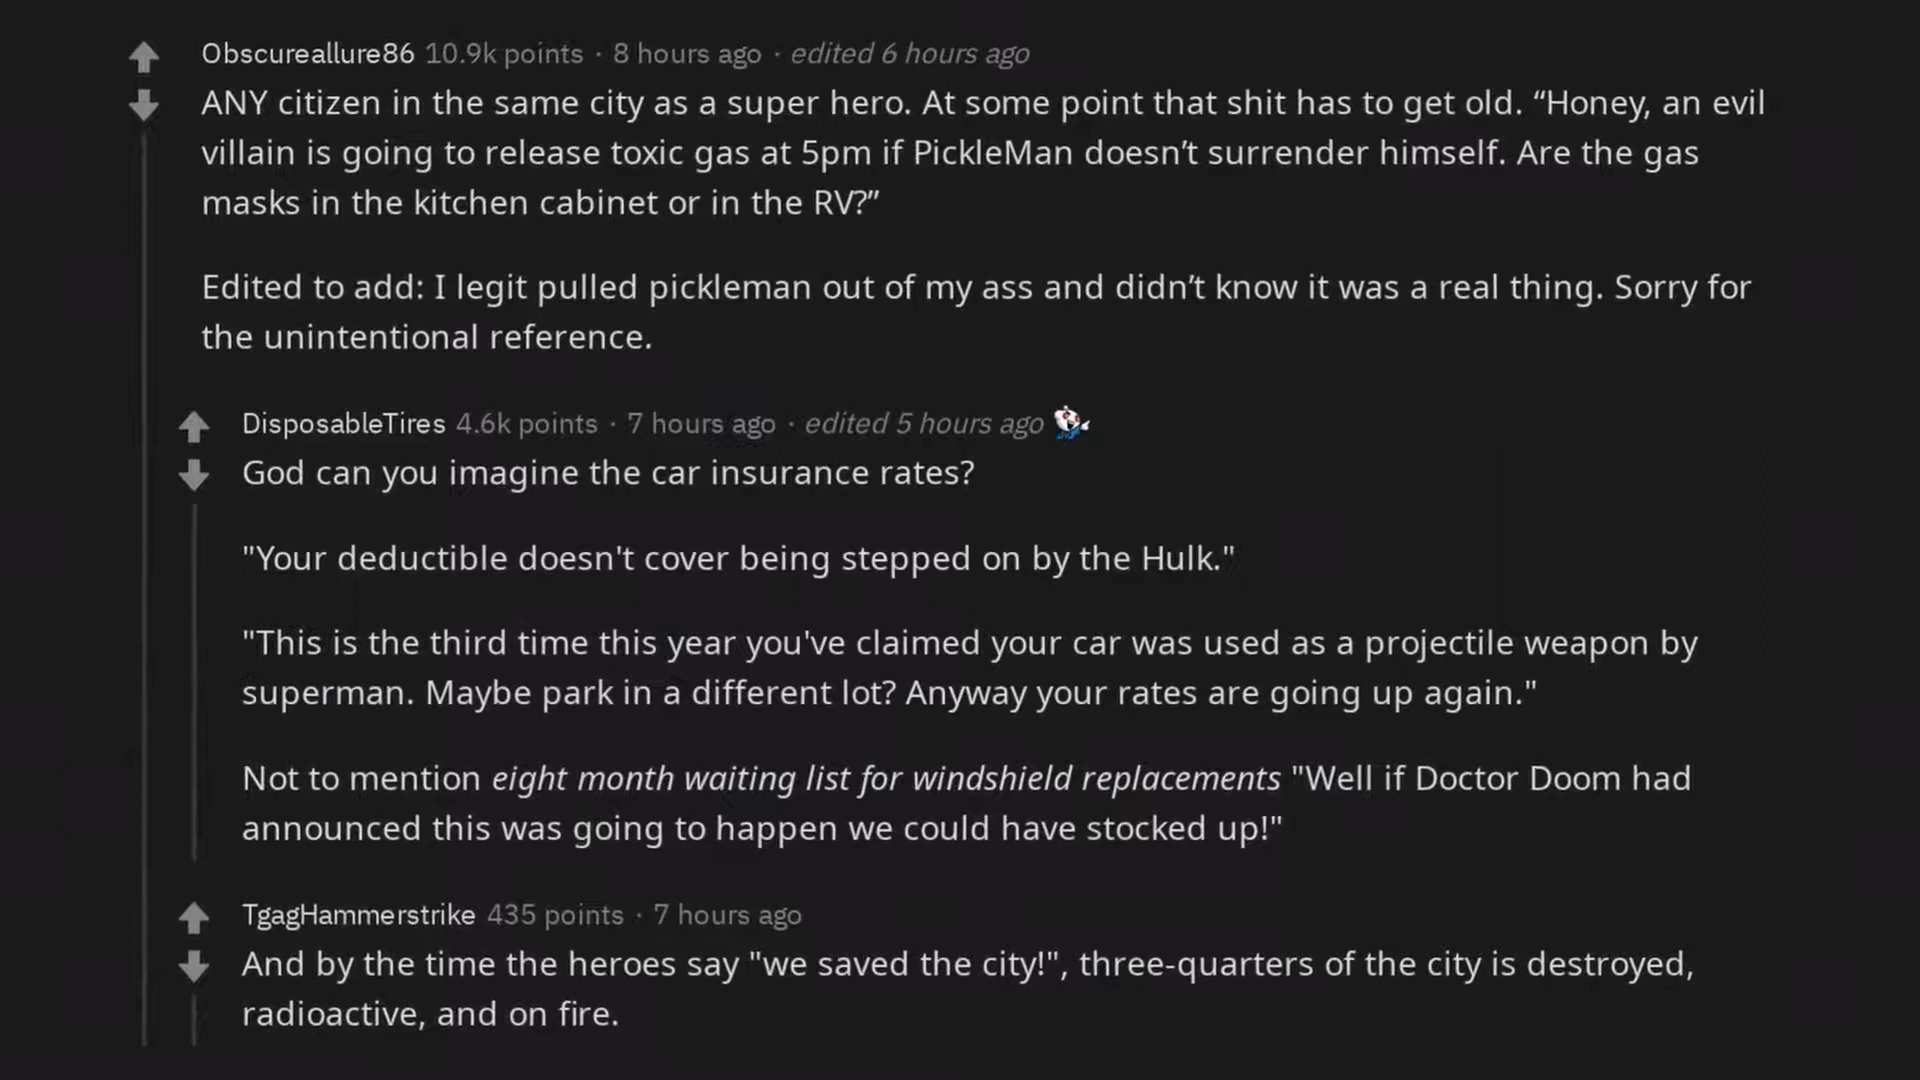 Obscureallure86 10.9k points · 8 hours ago · edited 6 hours ago
ANY citizen in the same city as a super hero. At some point that shit has to get old. “Honey, an evil
villain is going to release toxic gas at 5pm if PickleMan doesn’t surrender himself. Are the gas
masks in the kitchen cabinet or in the RV?”
Edited to add: I legit pulled pickleman out of my ass and didn’t know it was a real thing. Sorry for
the unintentional reference.
DisposableTires 4.6k points · 7 hours ago · edited 5 hours ago
God can you imagine the car insurance rates?
"Your deductible doesn't cover being stepped on by the Hulk."
"This is the third time this year you've claimed your car was used as a projectile weapon by
superman. Maybe park in a different lot? Anyway your rates are going up again."
Not to mention eight month waiting list for windshield replacements "Well if Doctor Doom had
announced this was going to happen we could have stocked up!"
TgagHammerstrike 435 points · 7 hours ago
And by the time the heroes say "we saved the city!", three-quarters of the city is destroyed,
radioactive, and on fire.